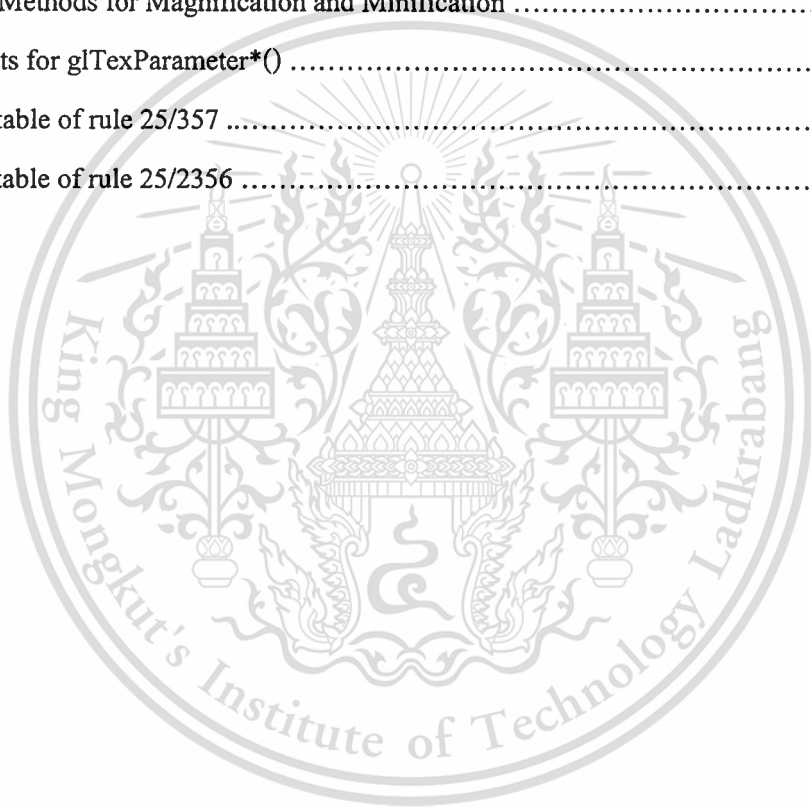 Methods for Magnification and Minification ........................................
ts for glTexParameter*() ........................................
table of rule 25/357 ........................................
table of rule 25/2356 ........................................
King Mongkut's Institute of Technology Ladkrabang